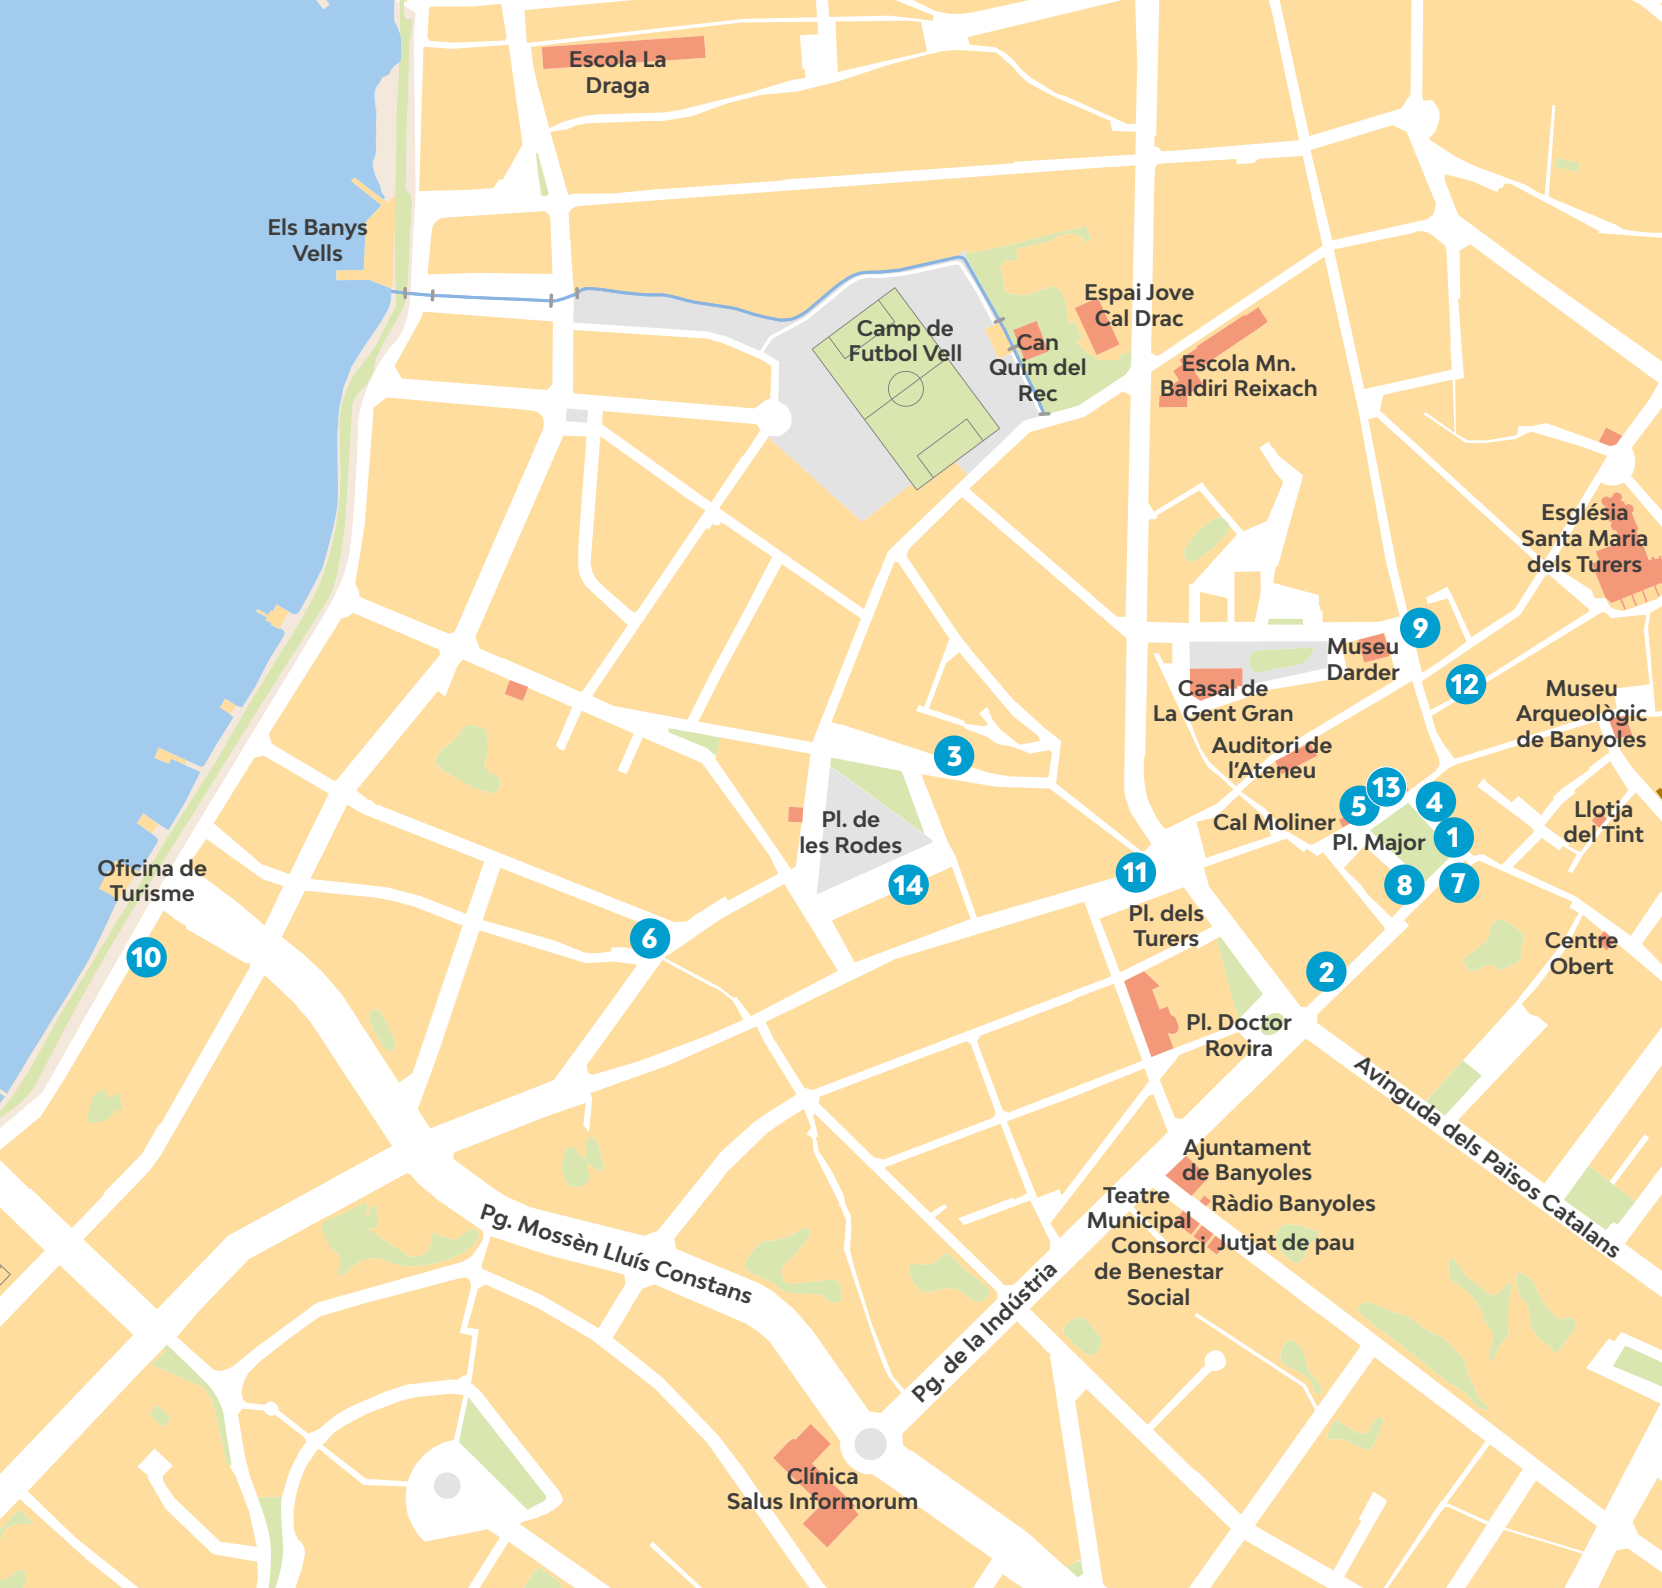 Escola La
Draga
Els Banys
Vells
Espai Jove
Cal Drac
Camp de
Futbol Vell
Can
Quim del
Rec
Escola Mn.
Baldiri Reixach
Església
Santa Maria
dels Turers
9
Museu
Darder
12
Casal de
La Gent Gran
Museu
Arqueològic
de Banyoles
Auditori de
l'Ateneu
3
13
5
4
Cal Moliner
Pl. Major
1
Llotja
del Tint
Pl. de
les Rodes
Oficina de
Turisme
11
14
8
7
Pl. dels
Turers
6
Centre
Obert
10
2
Pl. Doctor
Rovira
Avinguda dels Països Catalans
Ajuntament
de Banyoles
Teatre
Municipal
Ràdio Banyoles
Consorci
de Benestar
Social
Jutjat de pau
Pg. Mossèn Lluís Constans
Pg. de la Indústria
Clínica
Salus Informorum